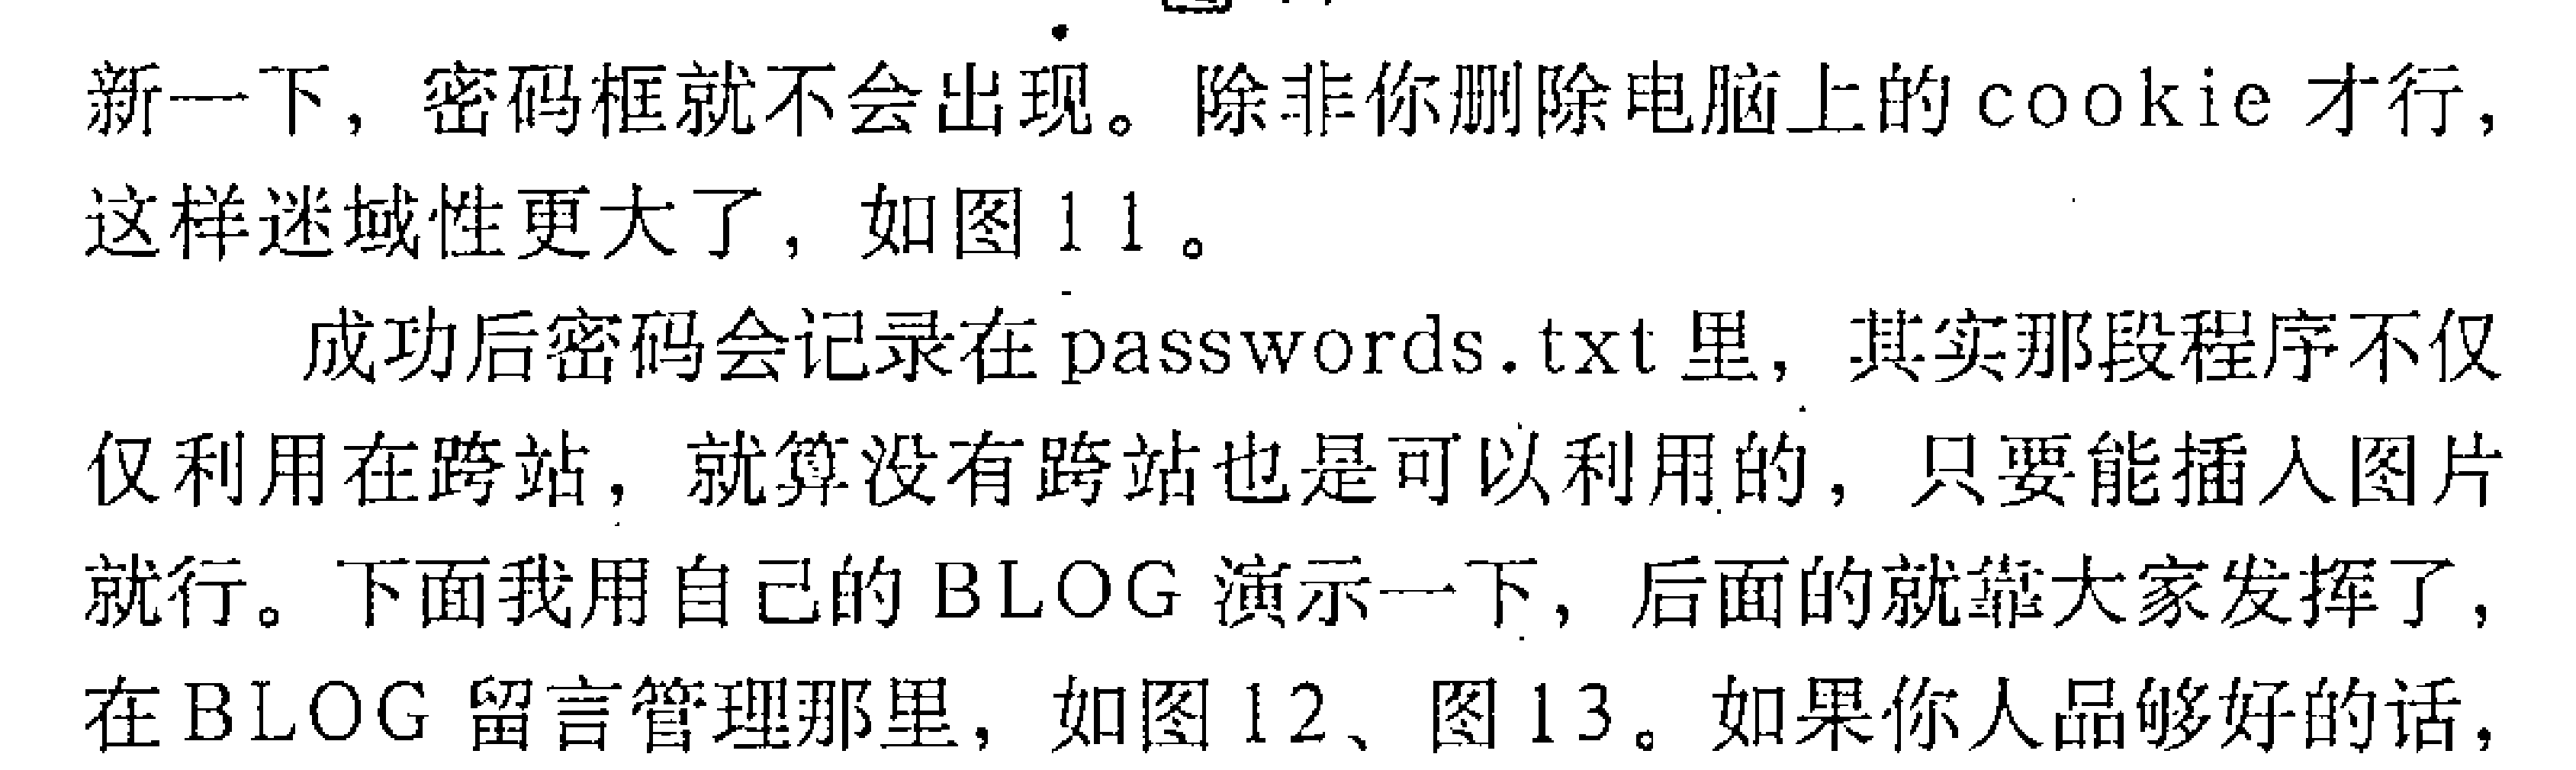 新一下，密码框就不会出现。除非你删除电脑上的cookie才行，
这样迷域性更大了，如图11。
成功后密码会记录在passwords.txt里，其实那段程序不仅
仅利用在跨站，就算没有跨站也是可以利用的，只要能插入图片
就行。下面我用自己的BLOG演示一下，后面的就靠大家发挥了，
在BLOG留言管理那里，如图12、图13。如果你人品够好的话，